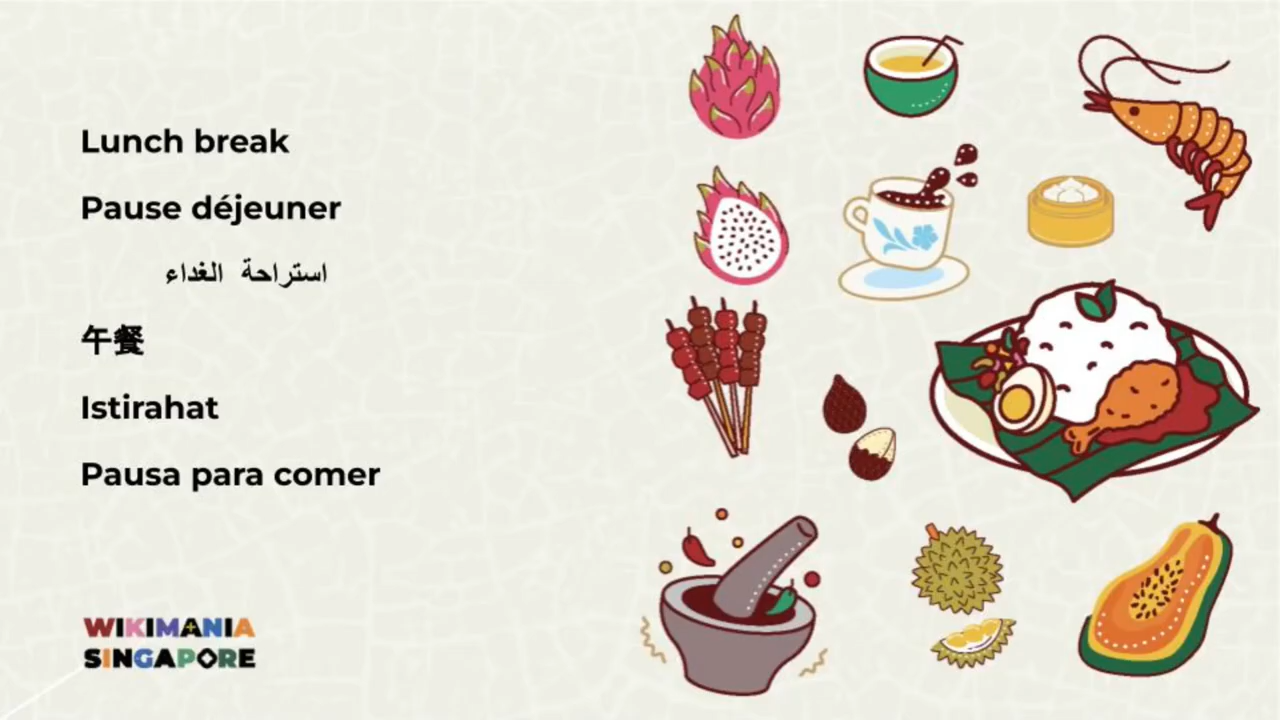 Lunch break
Pause déjeuner
استراحة الغداء
午餐
Istirahat
Pausa para comer
WIKIMANIA
SINGAPORE